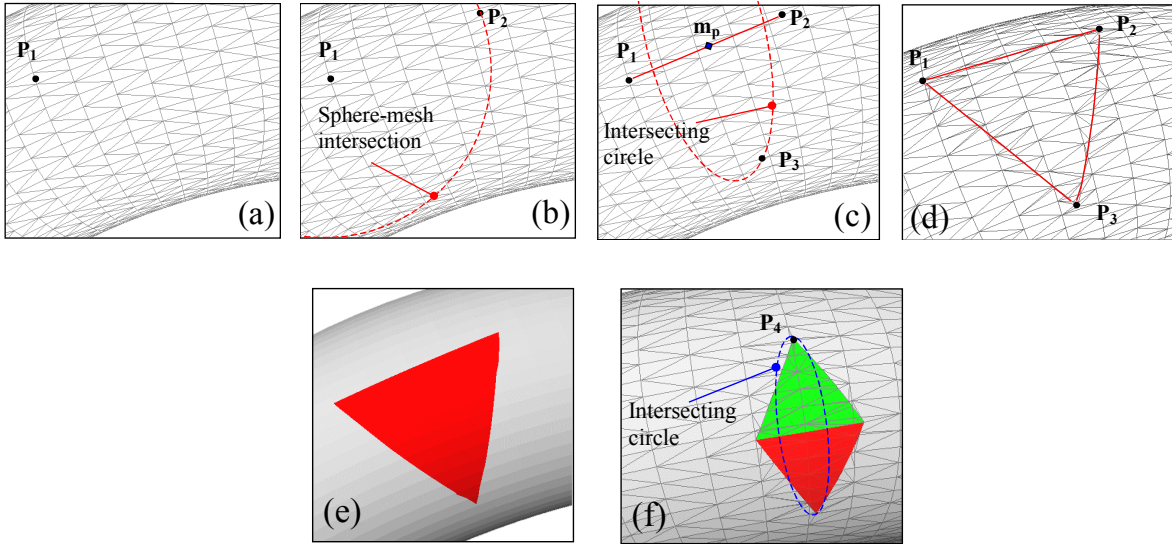 P1
(a)
P2
P1
Sphere-mesh
intersection
(b)
mp
P2
P1
Intersecting
circle
P3
(c)
P2
P1
P3
(d)
(e)
P4
Intersecting
circle
(f)